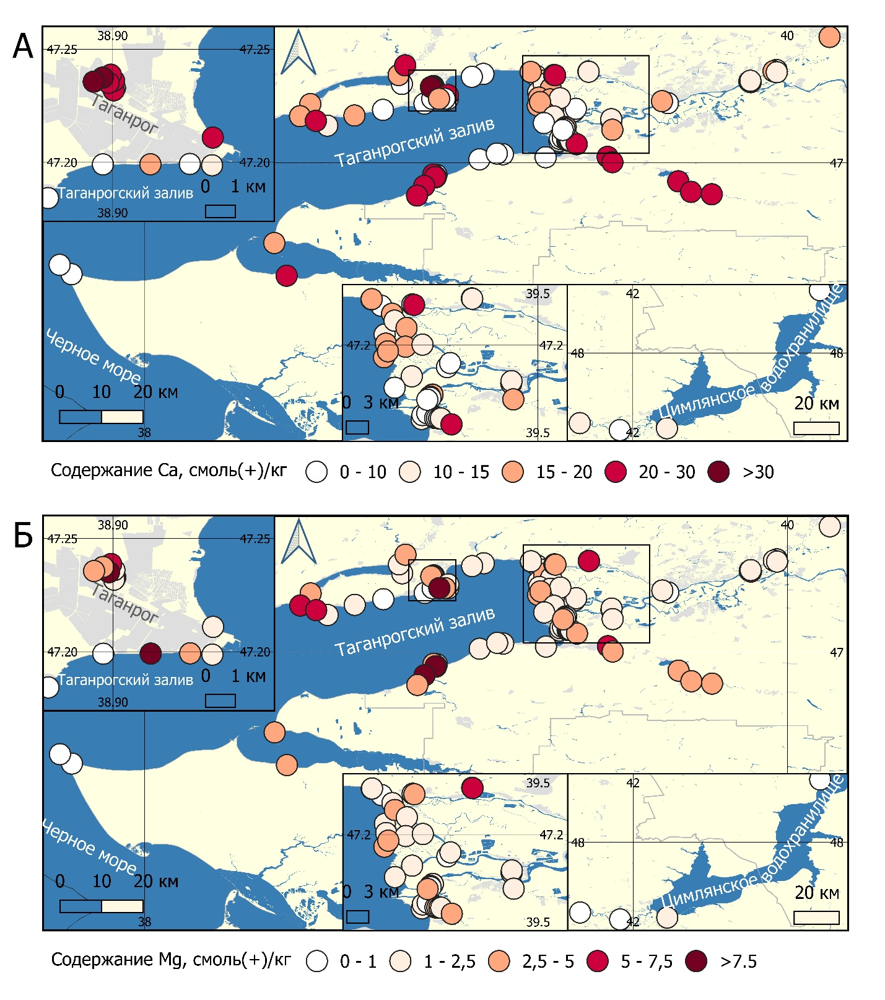 А
38.90
40
47.25
47.25
Таганрог
Таганрогский залив
47.20
47.20
47
0 1 км
Таганрогский залив
38.90
39.5
42
Черное море
47.2
47.2
48
48
Цимлянское водохранилище
0 10 20 км
0 3 км
20 км
38
39.5
42
Содержание Ca, смоль(+)/кг 0 - 10 10 - 15 15 - 20 20 - 30 >30
Б
38.90
40
47.25
47.25
Таганрог
Таганрогский залив
47.20
47.20
47
0 1 км
Таганрогский залив
38.90
39.5
42
Черное море
47.2
47.2
48
48
Цимлянское водохранилище
0 10 20 км
0 3 км
20 км
38
39.5
42
Содержание Mg, смоль(+)/кг 0 - 1 1 - 2,5 2,5 - 5 5 - 7,5 >7.5